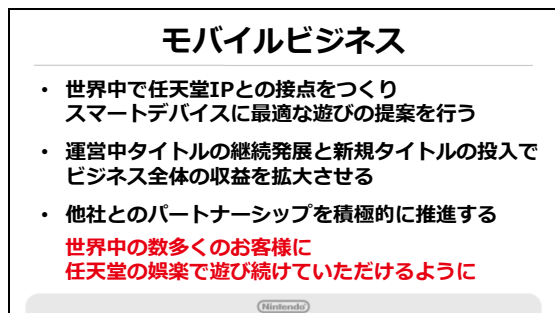 モバイルビジネス
・ 世界中で任天堂IPとの接点をつくり
スマートデバイスに最適な遊びの提案を行う
・ 運営中タイトルの継続発展と新規タイトルの投入で
ビジネス全体の収益を拡大させる
・ 他社とのパートナーシップを積極的に推進する
世界中の数多くのお客様に
任天堂の娯楽で遊び続けていただけるように
Nintendo